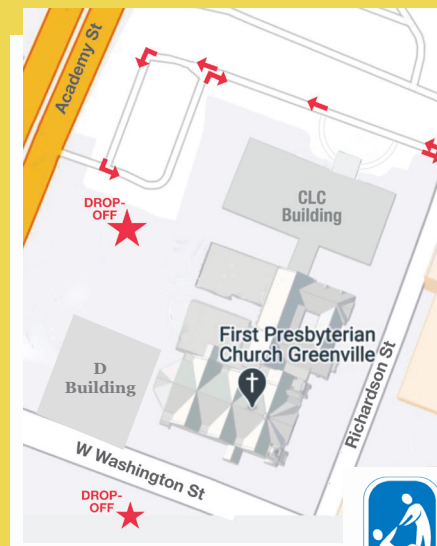 Academy St
DROP-
OFF
CLC
Building
First Presbyterian
Church Greenville
D
Building
Richardson St
W Washington St
DROP-
OFF